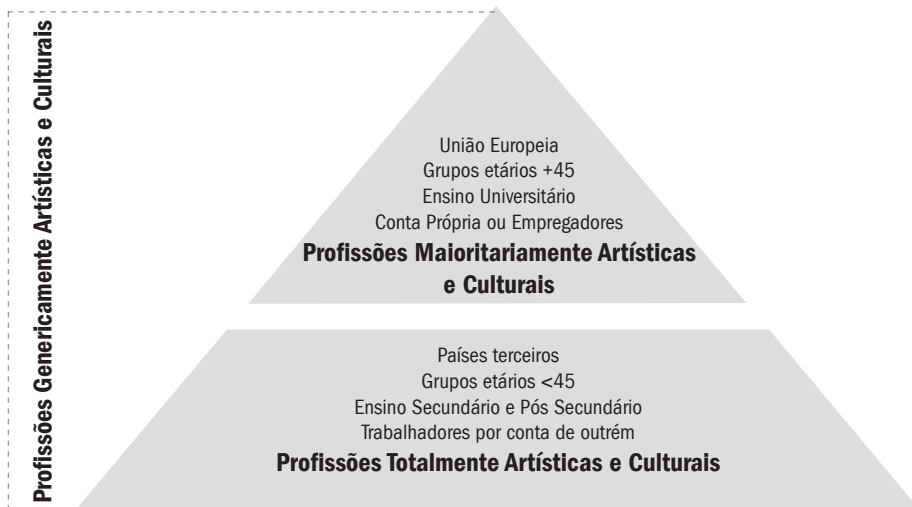 Profissões Genericamente Artísticas e Culturais
União Europeia
Grupos etários +45
Ensino Universitário
Conta Própria ou Empregadores
Profissões Maioritariamente Artísticas
e Culturais
Países terceiros
Grupos etários <45
Ensino Secundário e Pós Secundário
Trabalhadores por conta de outrém
Profissões Totalmente Artísticas e Culturais